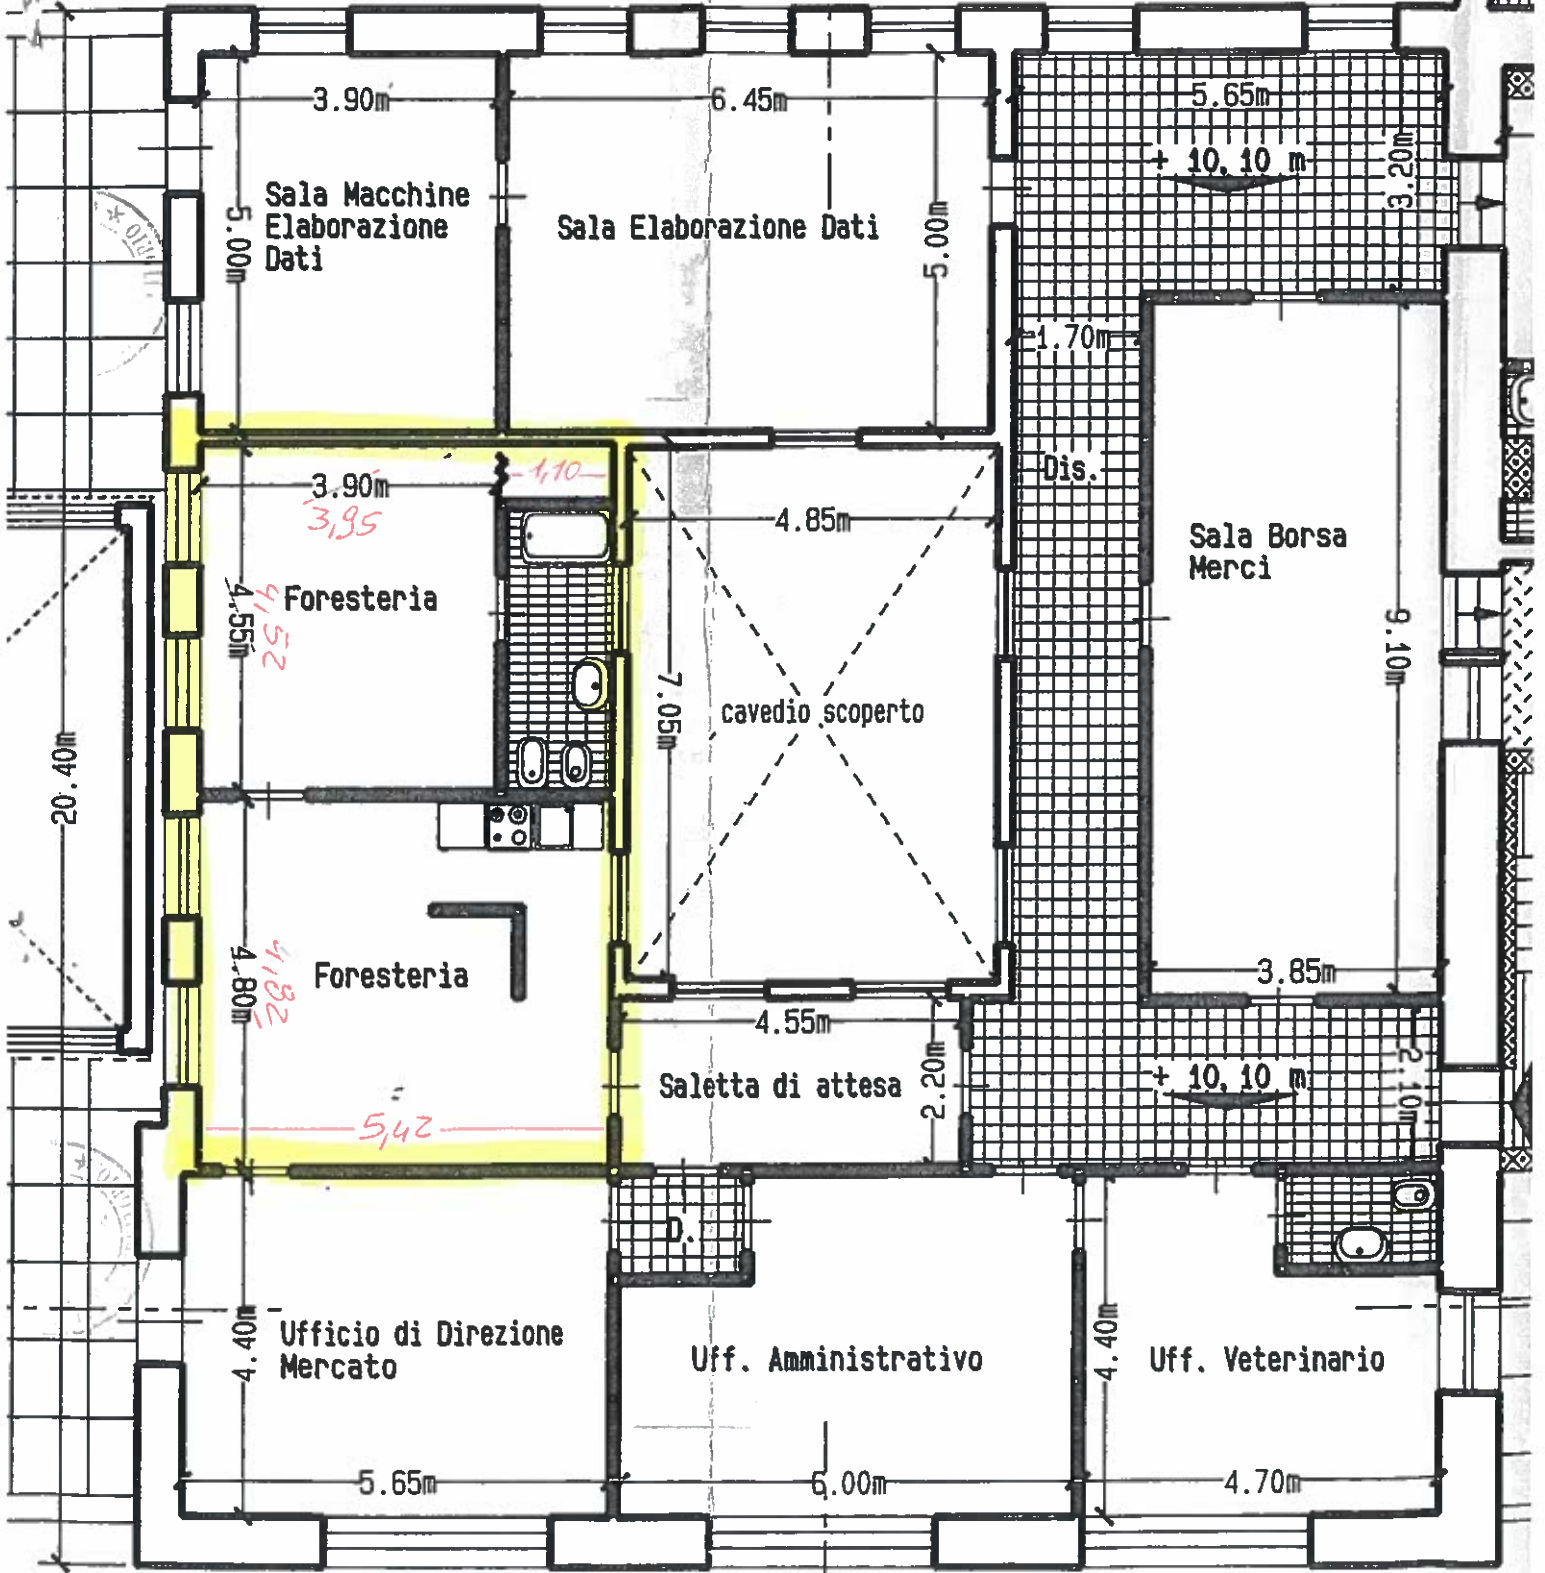 3.90m
6.45m
5.65m
+ 10,10 m
3.20m
Sala Macchine
Elaborazione
Dati
5.00m
Sala Elaborazione Dati
5.00m
1.70m
3.90m
3,95
1,10
4.85m
Dis.
Sala Borsa
Merci
Foresteria
4.55m
4,52
9.10m
7.05m
cavedio scoperto
20.40m
Foresteria
4.80m
4,82
3.85m
4.55m
Saletta di attesa
2.20m
+ 10,10 m
2.10m
5,42
D.
Ufficio di Direzione
Mercato
4.40m
Uff. Amministrativo
4.40m
Uff. Veterinario
5.65m
6.00m
4.70m